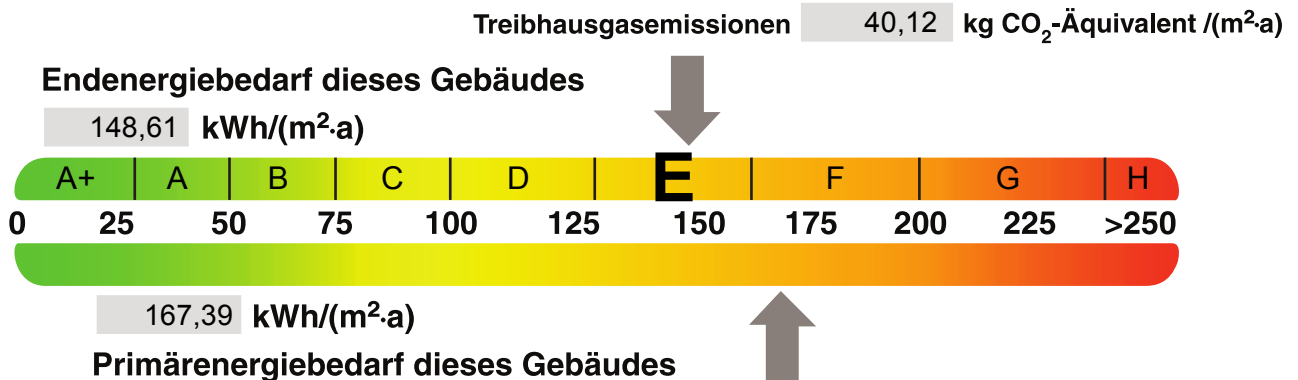 Treibhausgasemissionen 40,12 kg CO₂-Äquivalent /(m²·a)
Endenergiebedarf dieses Gebäudes
148,61 kWh/(m²·a)
A+ A B C D E F G H
0 25 50 75 100 125 150 175 200 225 >250
167,39 kWh/(m²·a)
Primärenergiebedarf dieses Gebäudes